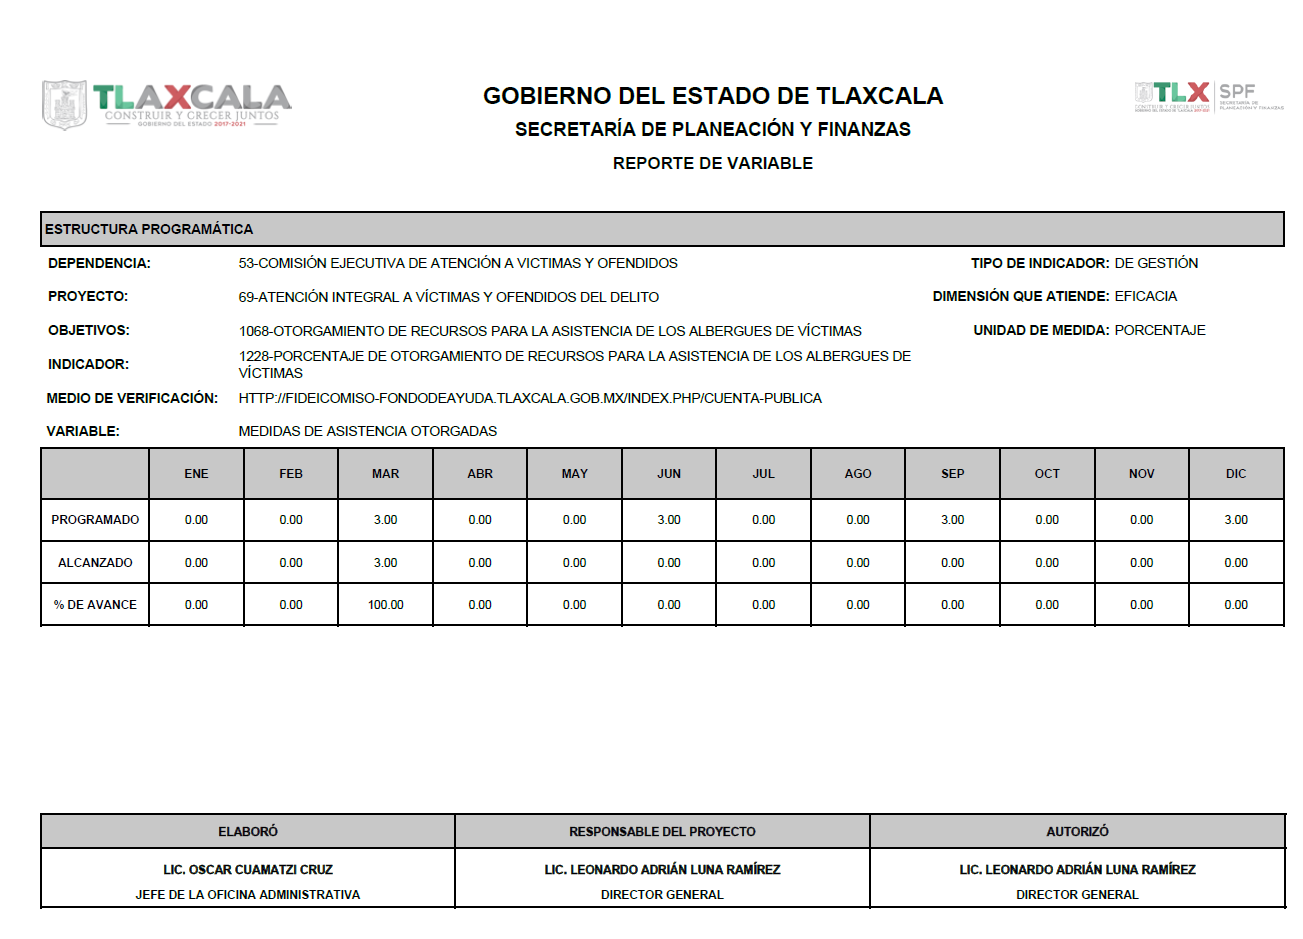 TLAXCALA
CONSTRUIR Y CRECER JUNTOS
GOBIERNO DEL ESTADO 2017-2021
GOBIERNO DEL ESTADO DE TLAXCALA
SECRETARÍA DE PLANEACIÓN Y FINANZAS
REPORTE DE VARIABLE
TLX
CONSTRUIR Y CRECER JUNTOS
SPF
SECRETARÍA DE
PLANEACIÓN Y FINANZAS
ESTRUCTURA PROGRAMÁTICA
DEPENDENCIA: 53-COMISIÓN EJECUTIVA DE ATENCIÓN A VICTIMAS Y OFENDIDOS TIPO DE INDICADOR: DE GESTIÓN
PROYECTO: 69-ATENCIÓN INTEGRAL A VÍCTIMAS Y OFENDIDOS DEL DELITO DIMENSIÓN QUE ATIENDE: EFICACIA
OBJETIVOS: 1068-OTORGAMIENTO DE RECURSOS PARA LA ASISTENCIA DE LOS ALBERGUES DE VÍCTIMAS UNIDAD DE MEDIDA: PORCENTAJE
INDICADOR: 1228-PORCENTAJE DE OTORGAMIENTO DE RECURSOS PARA LA ASISTENCIA DE LOS ALBERGUES DE
VÍCTIMAS
MEDIO DE VERIFICACIÓN: HTTP://FIDEICOMISO-FONDODEAYUDA.TLAXCALA.GOB.MX/INDEX.PHP/CUENTA-PUBLICA
VARIABLE: MEDIDAS DE ASISTENCIA OTORGADAS
ENE FEB MAR ABR MAY JUN JUL AGO SEP OCT NOV DIC
PROGRAMADO 0.00 0.00 3.00 0.00 0.00 3.00 0.00 0.00 3.00 0.00 0.00 3.00
ALCANZADO 0.00 0.00 3.00 0.00 0.00 0.00 0.00 0.00 0.00 0.00 0.00 0.00
% DE AVANCE 0.00 0.00 100.00 0.00 0.00 0.00 0.00 0.00 0.00 0.00 0.00 0.00
ELABORÓ RESPONSABLE DEL PROYECTO AUTORIZÓ
LIC. OSCAR CUAMATZI CRUZ LIC. LEONARDO ADRIÁN LUNA RAMÍREZ LIC. LEONARDO ADRIÁN LUNA RAMÍREZ
JEFE DE LA OFICINA ADMINISTRATIVA DIRECTOR GENERAL DIRECTOR GENERAL